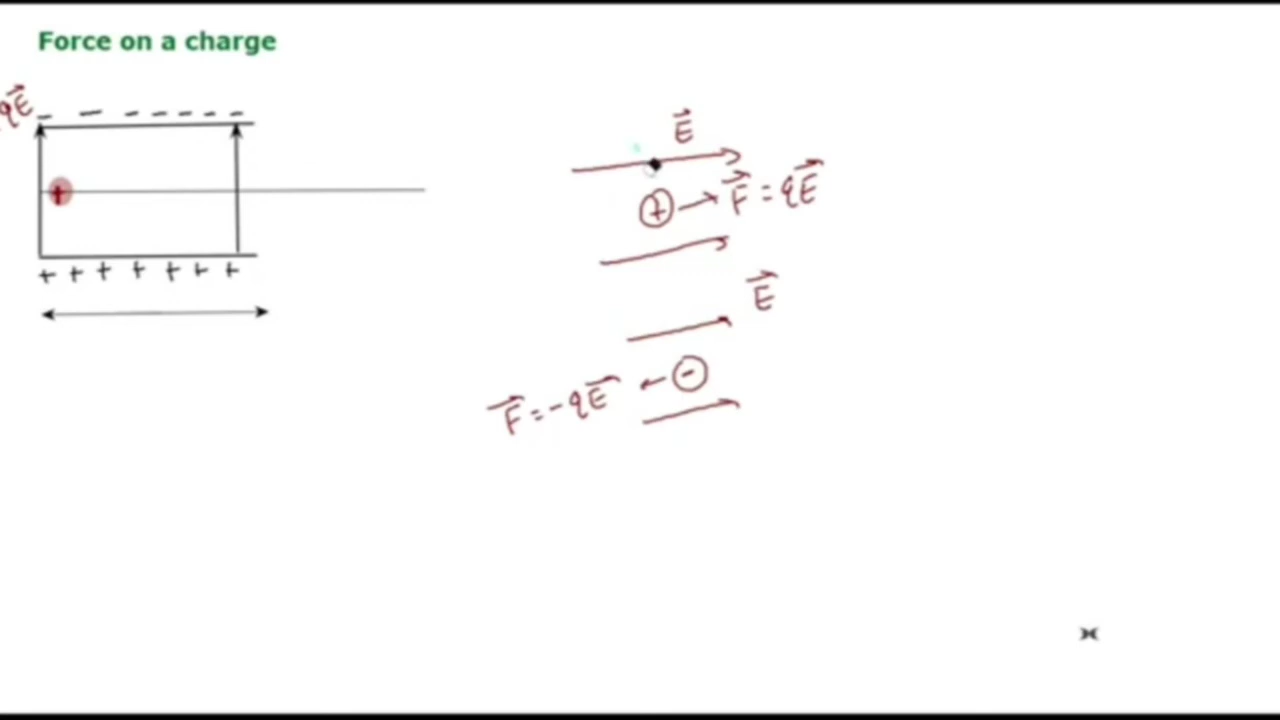 Force on a charge
qE⃗
- - - - - - - -
+
+ + + + + + +
E⃗
+ → F⃗ = qE⃗
E⃗
-
F⃗ = -qE⃗